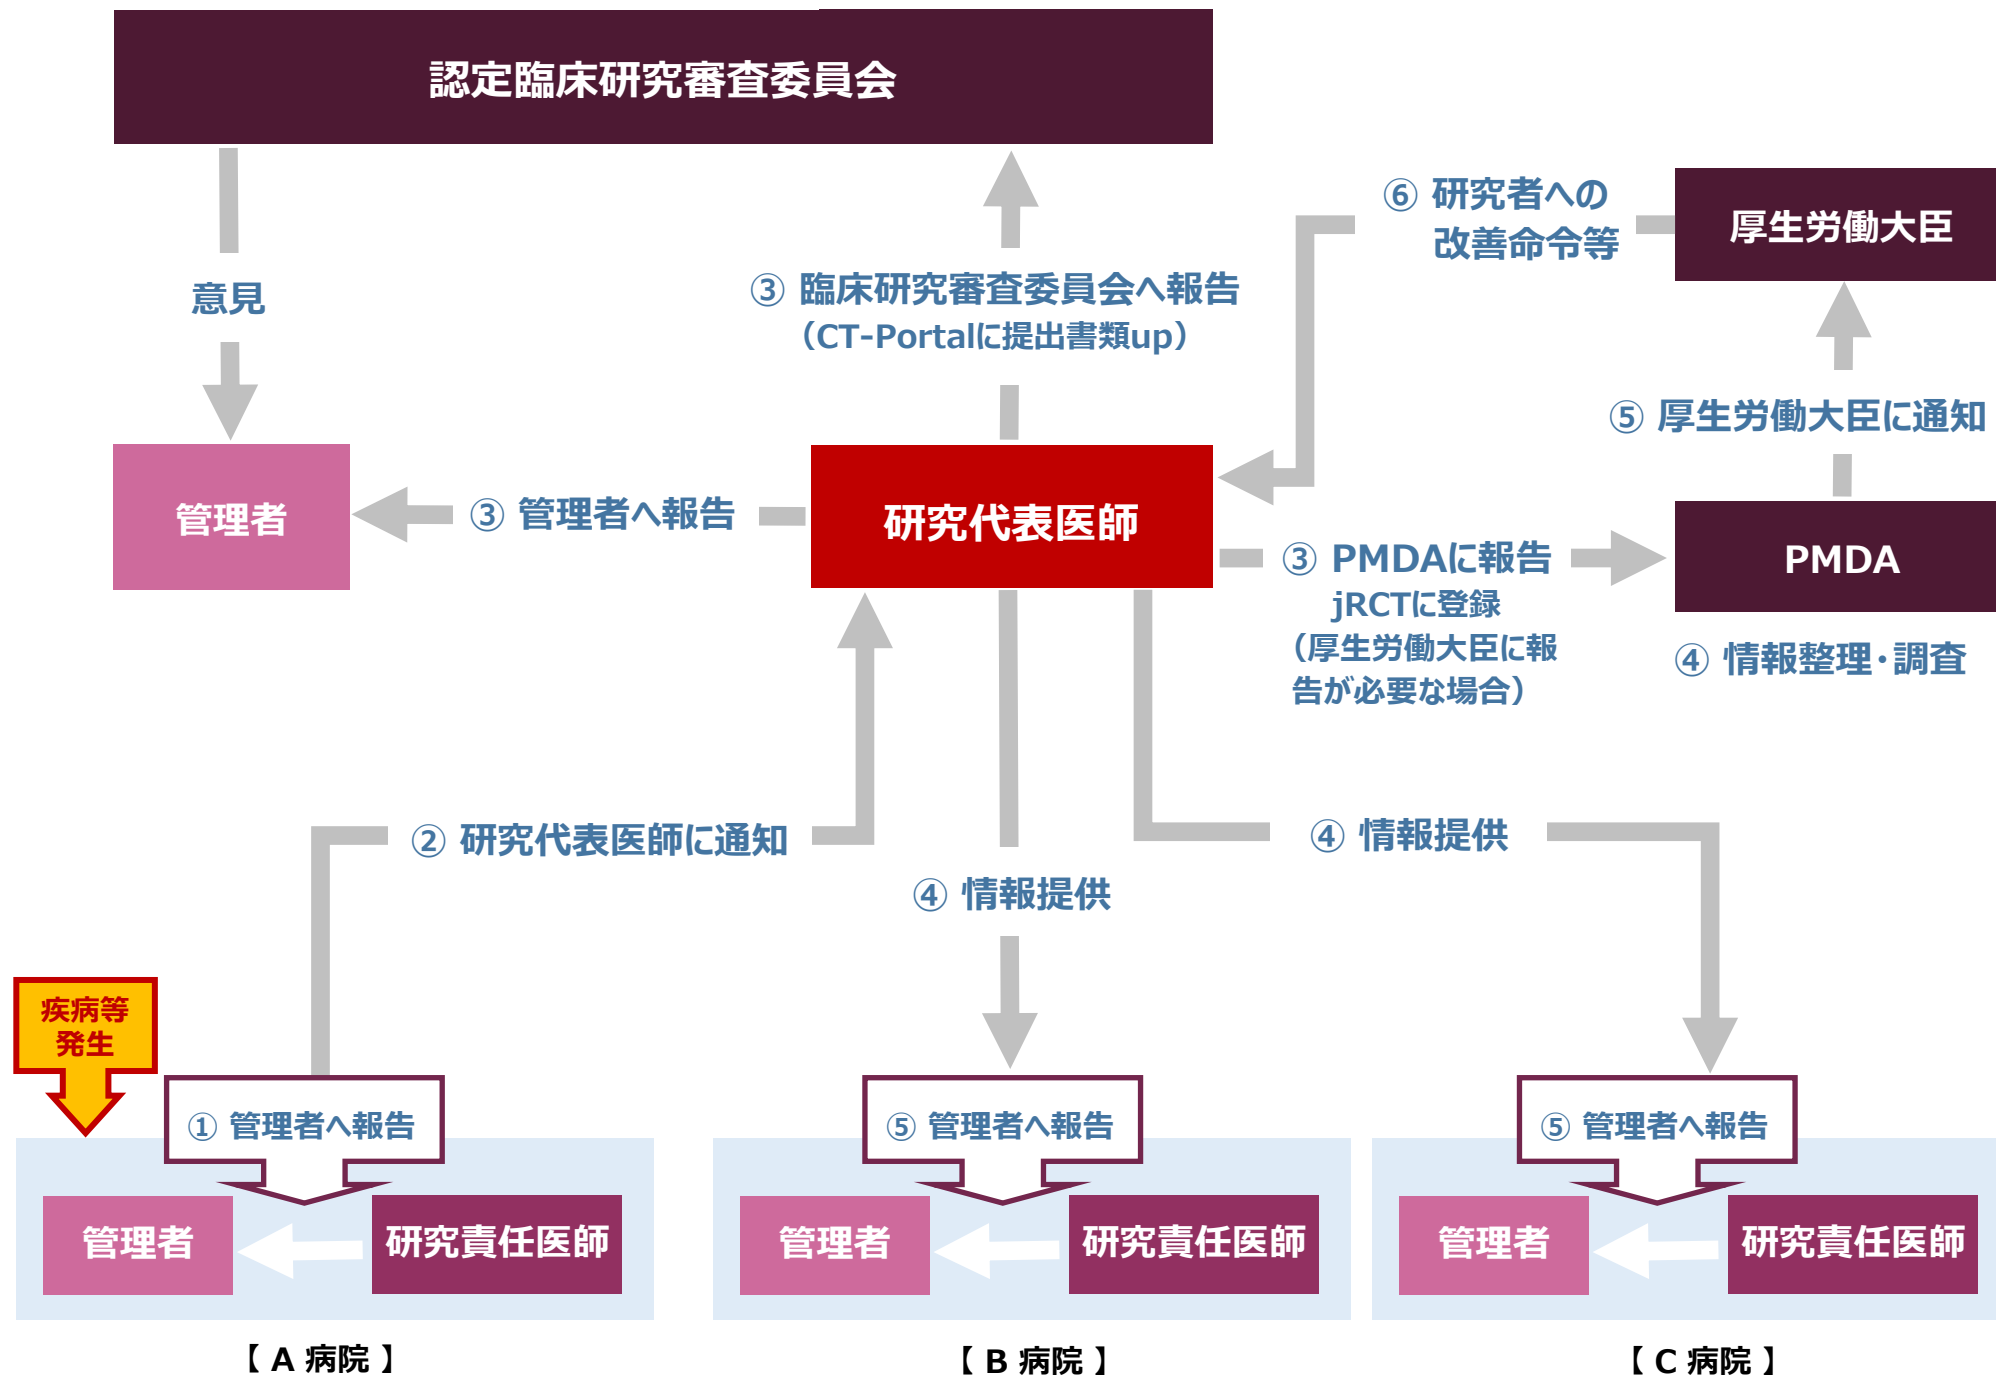 認定臨床研究審査委員会
⑥ 研究者への
改善命令等
厚生労働大臣
意見
③ 臨床研究審査委員会へ報告
（CT-Portalに提出書類up）
⑤ 厚生労働大臣に通知
管理者
③ 管理者へ報告
研究代表医師
③ PMDAに報告
jRCTに登録
（厚生労働大臣に報
告が必要な場合）
PMDA
④ 情報整理・調査
② 研究代表医師に通知
④ 情報提供
④ 情報提供
疾病等
発生
① 管理者へ報告
管理者
研究責任医師
【 A 病院 】
⑤ 管理者へ報告
管理者
研究責任医師
【 B 病院 】
⑤ 管理者へ報告
管理者
研究責任医師
【 C 病院 】